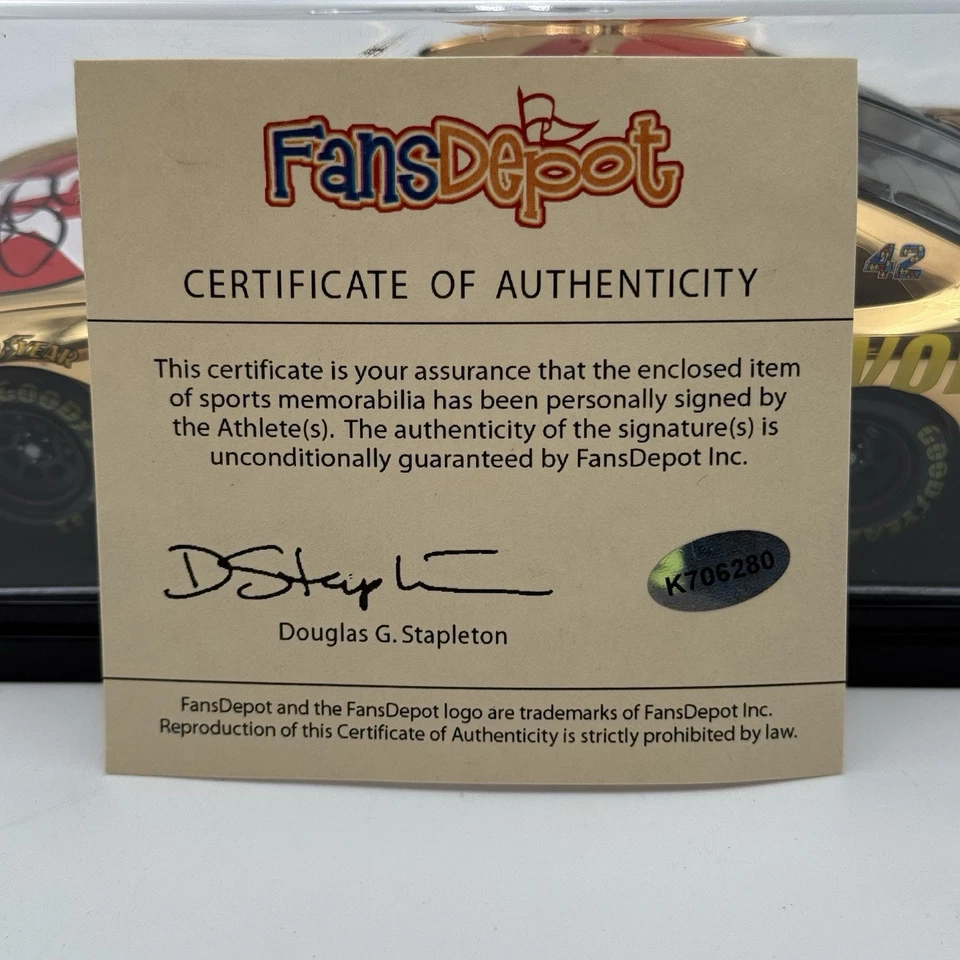 FansDepot
CERTIFICATE OF AUTHENTICITY
This certificate is your assurance that the enclosed item
of sports memorabilia has been personally signed by
the Athlete(s). The authenticity of the signature(s) is
unconditionally guaranteed by FansDepot Inc.
DStaplton
Douglas G. Stapleton
K706280
FansDepot and the FansDepot logo are trademarks of FansDepot Inc.
Reproduction of this Certificate of Authenticity is strictly prohibited by law.
42
GOODYEAR